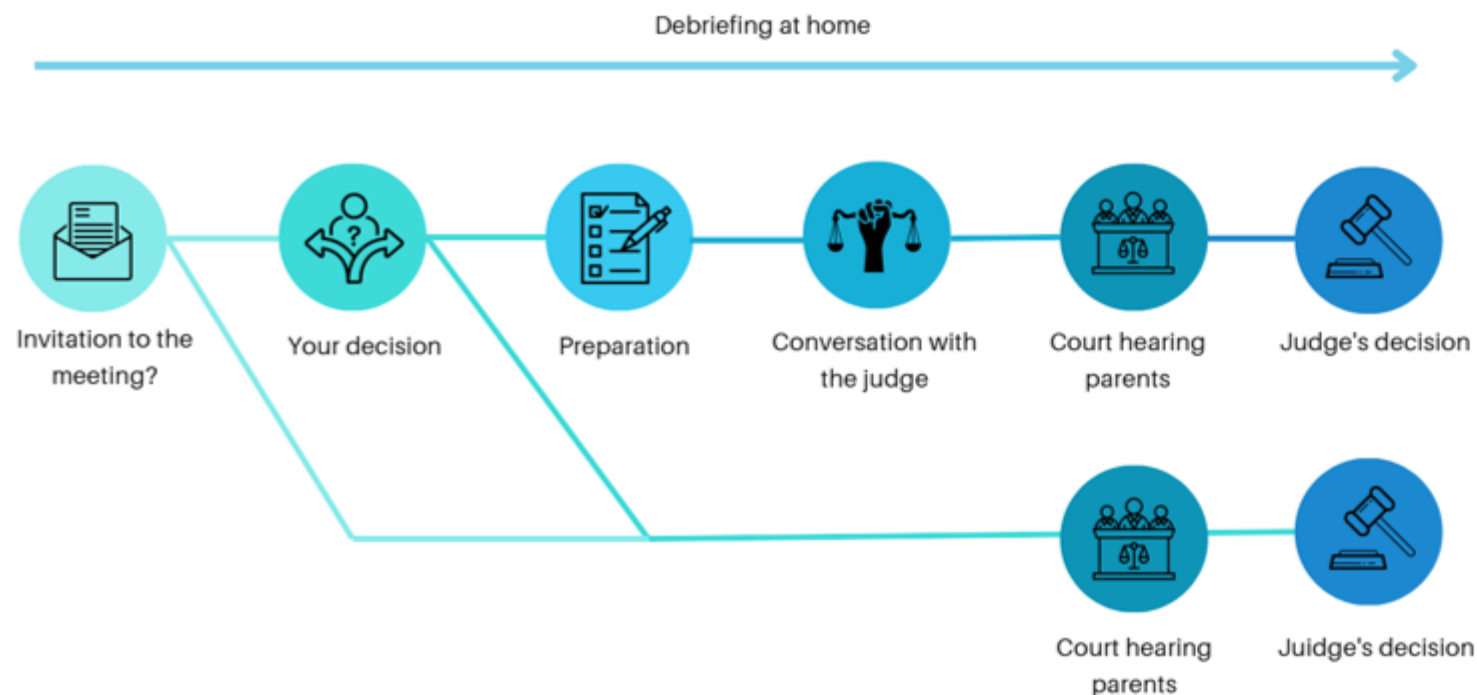 Debriefing at home
Invitation to the
meeting?
Your decision
Preparation
Conversation with
the judge
Court hearing
parents
Judge's decision
?
Court hearing
parents
Juidge's decision